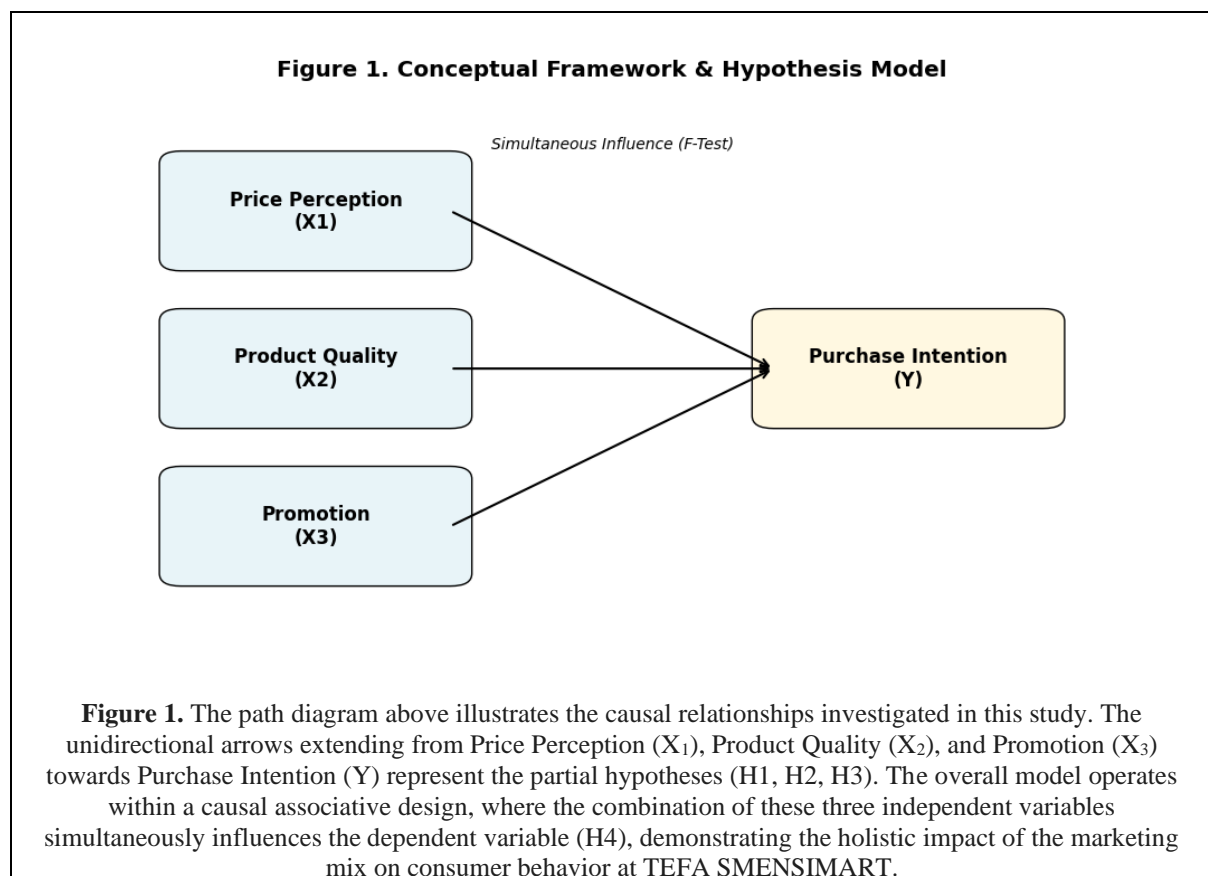 Figure 1. Conceptual Framework & Hypothesis Model
Simultaneous Influence (F-Test)
Price Perception
(X1)
Product Quality
(X2)
Purchase Intention
(Y)
Promotion
(X3)
Figure 1. The path diagram above illustrates the causal relationships investigated in this study. The
unidirectional arrows extending from Price Perception (X₁), Product Quality (X₂), and Promotion (X₃)
towards Purchase Intention (Y) represent the partial hypotheses (H1, H2, H3). The overall model operates
within a causal associative design, where the combination of these three independent variables
simultaneously influences the dependent variable (H4), demonstrating the holistic impact of the marketing
mix on consumer behavior at TEFA SMENSIMART.